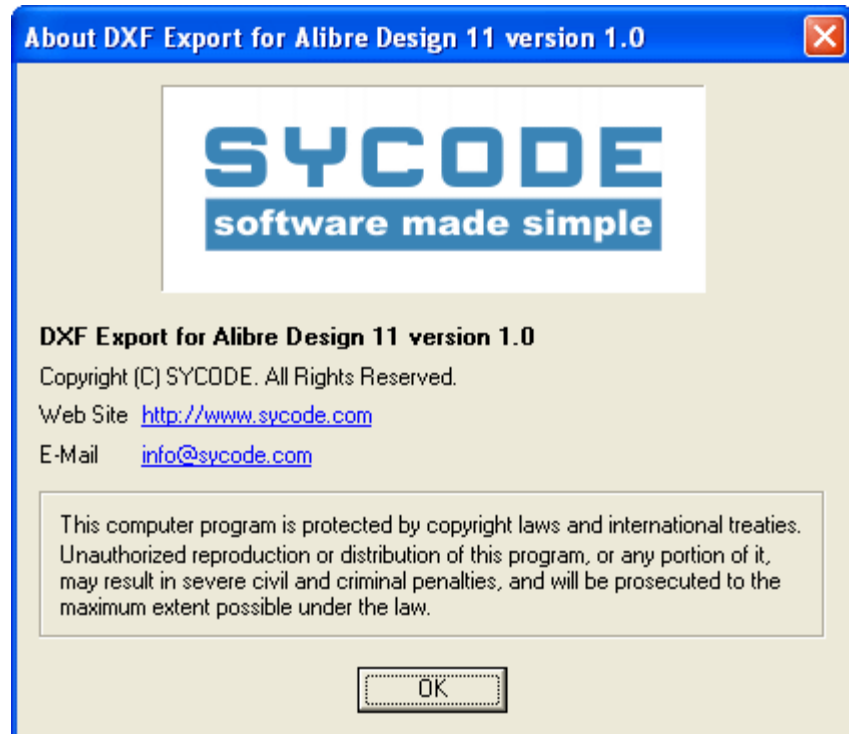 About DXF Export for Alibre Design 11 version 1.0
SYCODE
software made simple
DXF Export for Alibre Design 11 version 1.0
Copyright (C) SYCODE. All Rights Reserved.
Web Site http://www.sycode.com
E-Mail info@sycode.com
This computer program is protected by copyright laws and international treaties.
Unauthorized reproduction or distribution of this program, or any portion of it,
may result in severe civil and criminal penalties, and will be prosecuted to the
maximum extent possible under the law.
OK